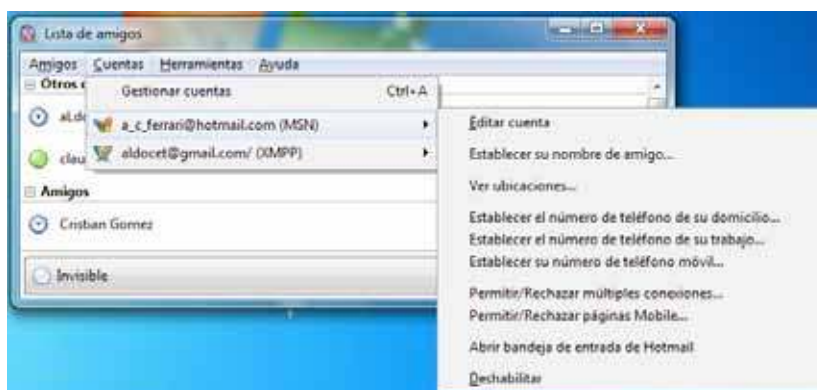 Lista de amigos
Amigos Cuentas Herramientas Ayuda
Otros
Gestionar cuentas Ctrl+A
a_c_ferrari@hotmail.com (MSN)
aldocet@gmail.com/ (XMPP)
Amigos
Cristian Gomez
Invisible
Editar cuenta
Establecer su nombre de amigo...
Ver ubicaciones...
Establecer el número de teléfono de su domicilio...
Establecer el número de teléfono de su trabajo...
Establecer su número de teléfono móvil...
Permitir/Rechazar múltiples conexiones...
Permitir/Rechazar páginas Mobile...
Abrir bandeja de entrada de Hotmail
Deshabilitar